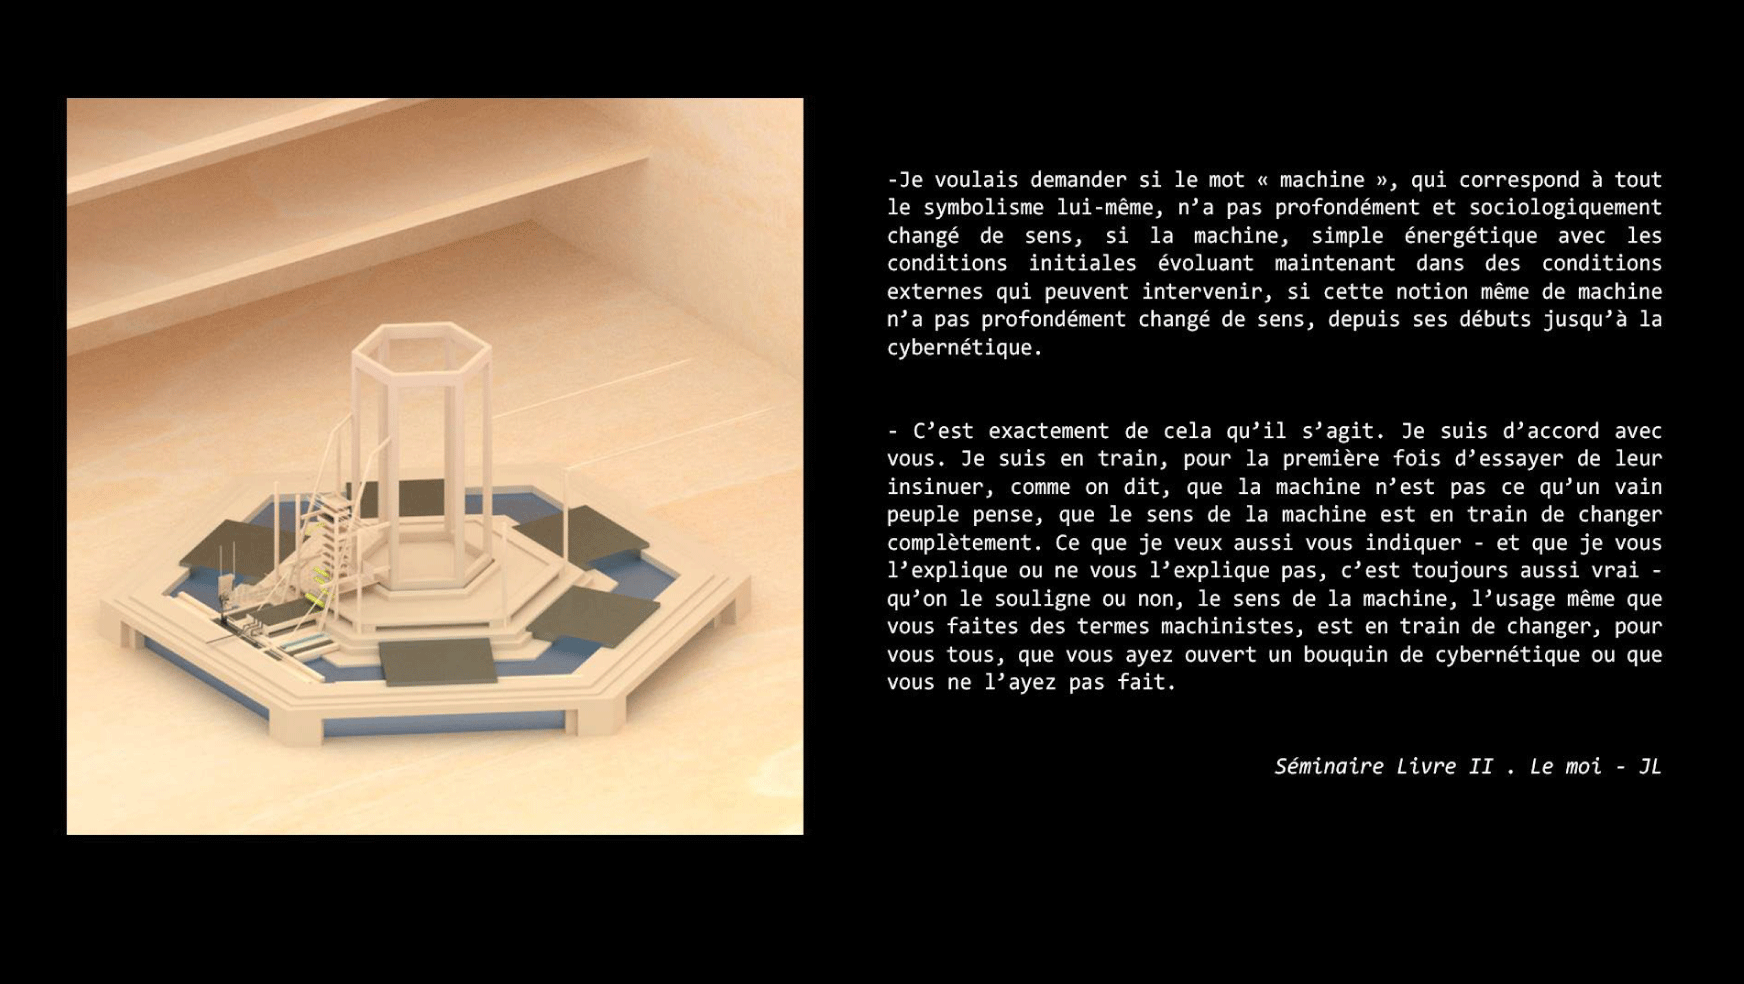 -Je voulais demander si le mot « machine », qui correspond à tout
le symbolisme lui-même, n’a pas profondément et sociologiquement
changé de sens, si la machine, simple énergétique avec les
conditions initiales évoluant maintenant dans des conditions
externes qui peuvent intervenir, si cette notion même de machine
n’a pas profondément changé de sens, depuis ses débuts jusqu’à la
cybernétique.
- C’est exactement de cela qu’il s’agit. Je suis d’accord avec
vous. Je suis en train, pour la première fois d’essayer de leur
insinuer, comme on dit, que la machine n’est pas ce qu’un vain
peuple pense, que le sens de la machine est en train de changer
complètement. Ce que je veux aussi vous indiquer - et que je vous
l’explique ou ne vous l’explique pas, c’est toujours aussi vrai -
qu’on le souligne ou non, le sens de la machine, l’usage même que
vous faites des termes machinistes, est en train de changer, pour
vous tous, que vous ayez ouvert un bouquin de cybernétique ou que
vous ne l’ayez pas fait.
Séminaire Livre II . Le moi - JL